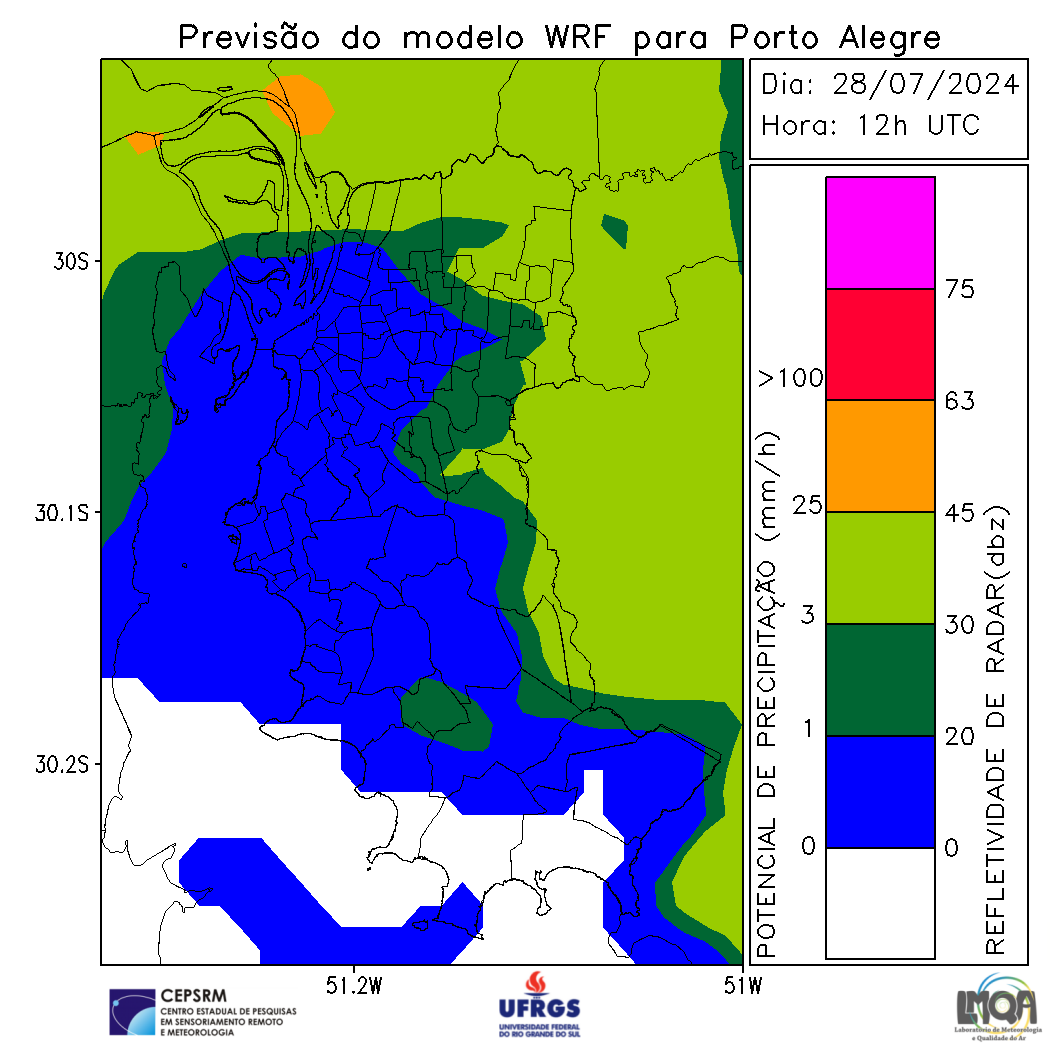 Previsão do modelo WRF para Porto Alegre
Dia: 28/07/2024
Hora: 12h UTC
30S
30.1S
30.2S
51.2W
51W
POTENCIAL DE PRECIPITAÇÃO (mm/h)
>100
25
3
1
0
75
63
45
30
20
0
REFLETIVIDADE DE RADAR(dbz)
CEPSRM
CENTRO ESTADUAL DE PESQUISAS
EM SENSORIAMENTO REMOTO
E METEOROLOGIA
UFRGS
UNIVERSIDADE FEDERAL
DO RIO GRANDE DO SUL
LMQA
Laboratório de Meteorologia
e Qualidade do Ar